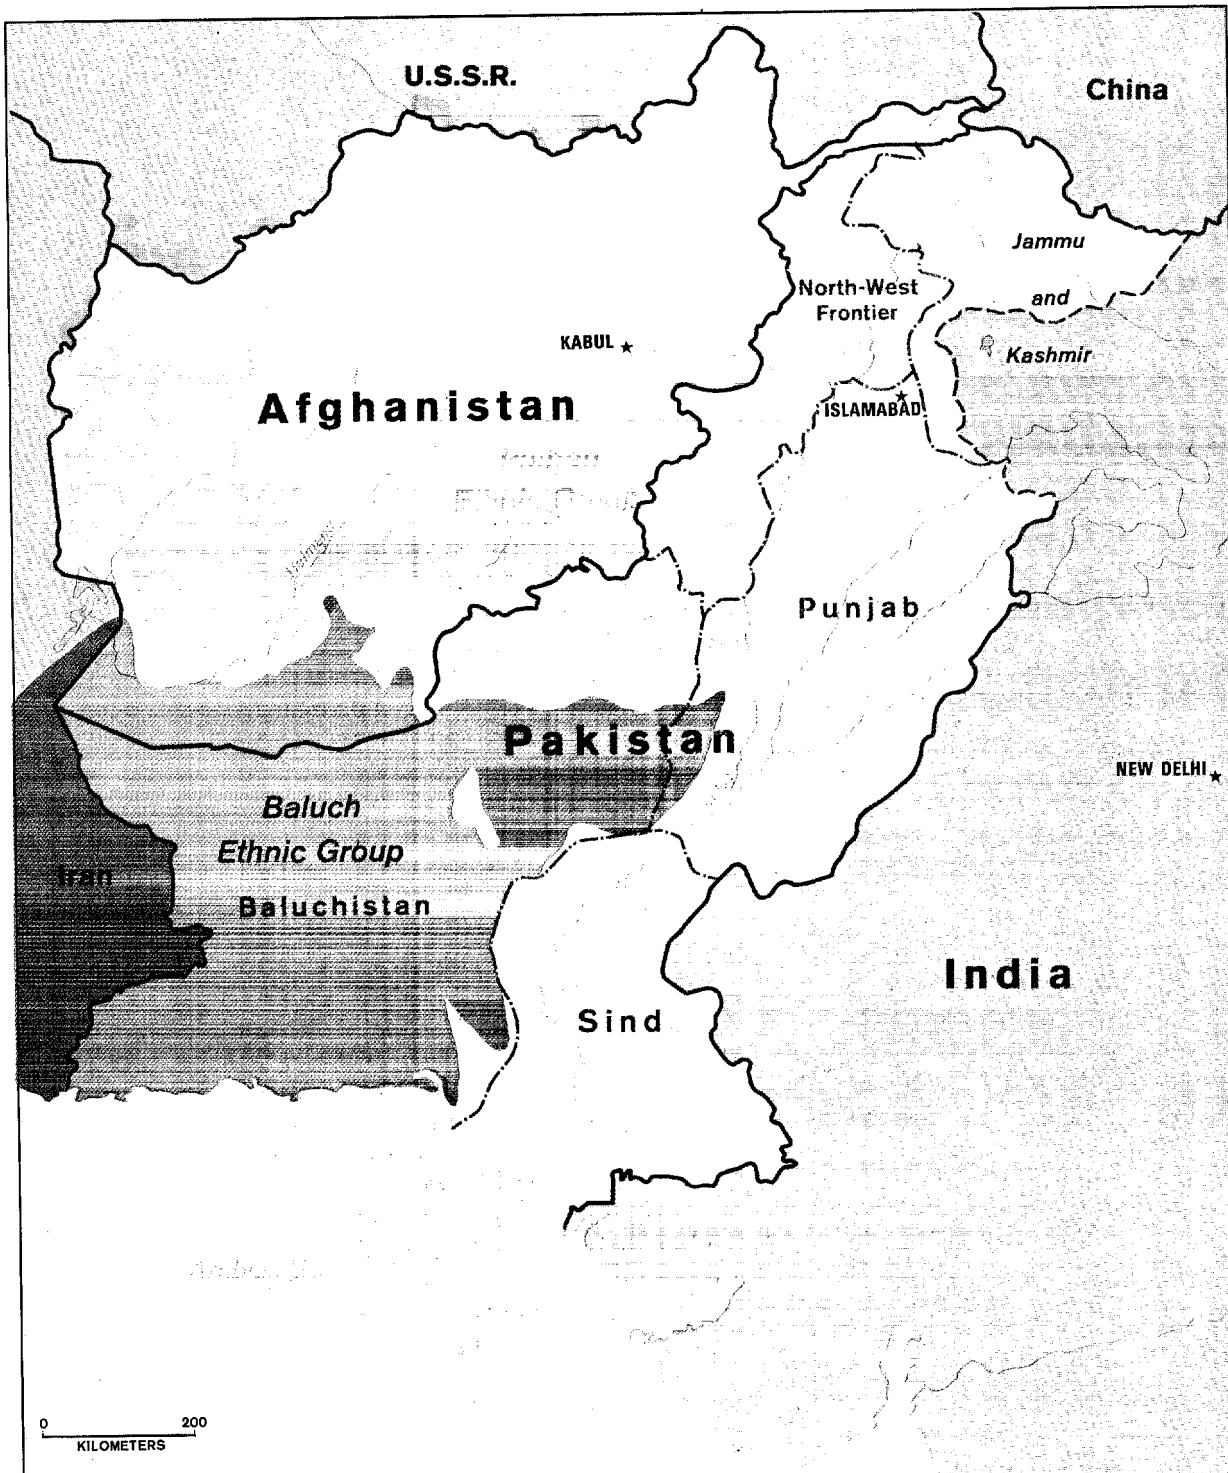 U.S.S.R.
China
Jammu
and
Kashmir
North-West
Frontier
KABUL
Afghanistan
ISLAMABAD
Punjab
Pakistan
NEW DELHI
Baluch
Ethnic Group
Iran
Baluchistan
India
Sind
0 200
KILOMETERS